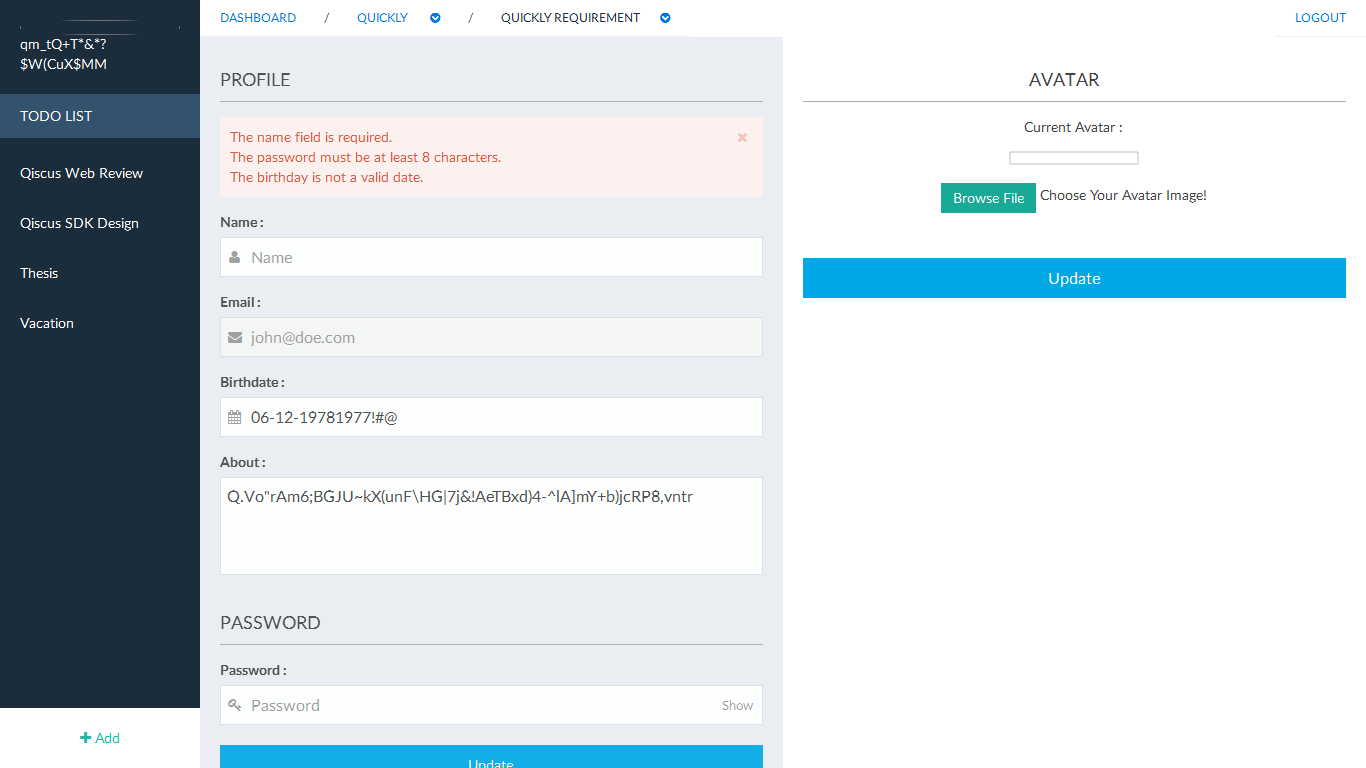 qm_tQ+T*&*?
$W(CuX$MM
TODO LIST
Qiscus Web Review
Qiscus SDK Design
Thesis
Vacation
Add
DASHBOARD / QUICKLY / QUICKLY REQUIREMENT
LOGOUT
PROFILE
The name field is required.
The password must be at least 8 characters.
The birthday is not a valid date.
Name :
Name
Email :
john@doe.com
Birthdate :
06-12-19781977!#@
About :
Q.Vo"rAm6;BGJU~kX(unF\HG|7j&!AeTBxd)4-^lA]mY+b)jcRP8,vntr
PASSWORD
Password :
Password
Show
Update
AVATAR
Current Avatar :
Browse File Choose Your Avatar Image!
Update